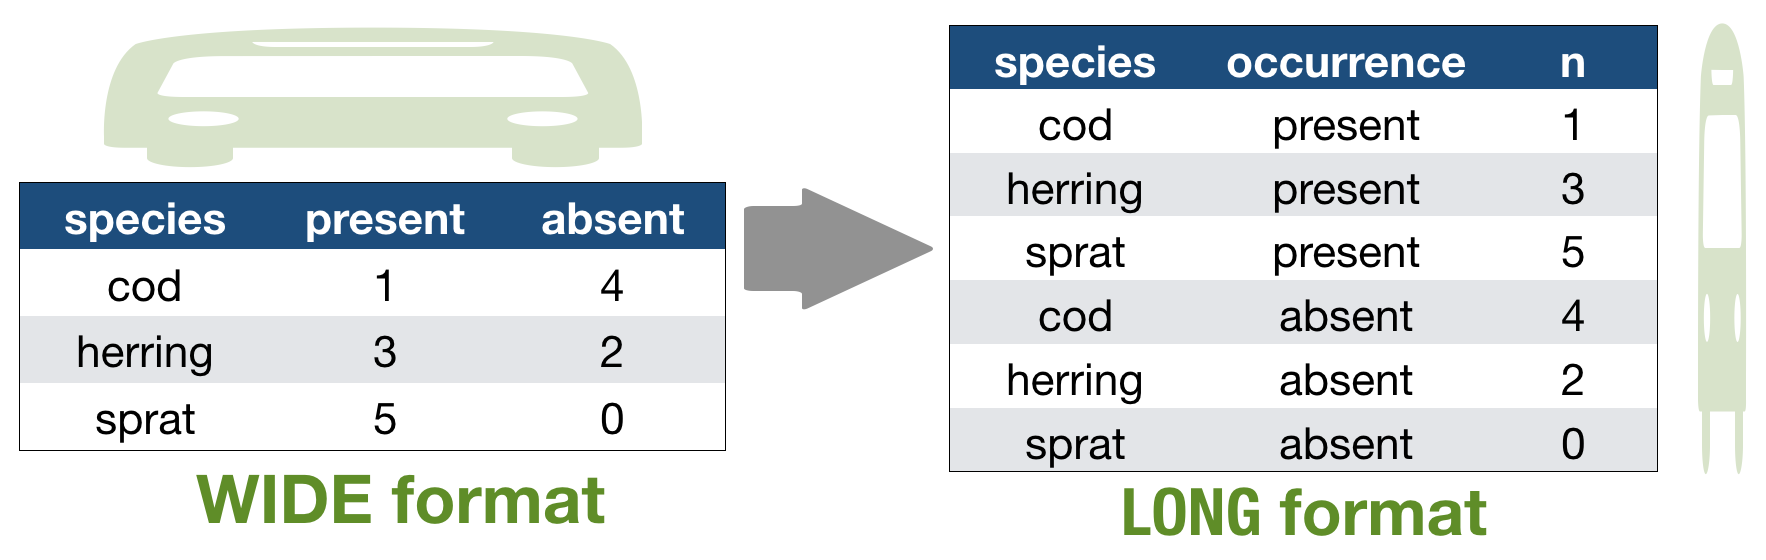 species present absent
cod 1 4
herring 3 2
sprat 5 0
WIDE format
species occurrence n
cod present 1
herring present 3
sprat present 5
cod absent 4
herring absent 2
sprat absent 0
LONG format